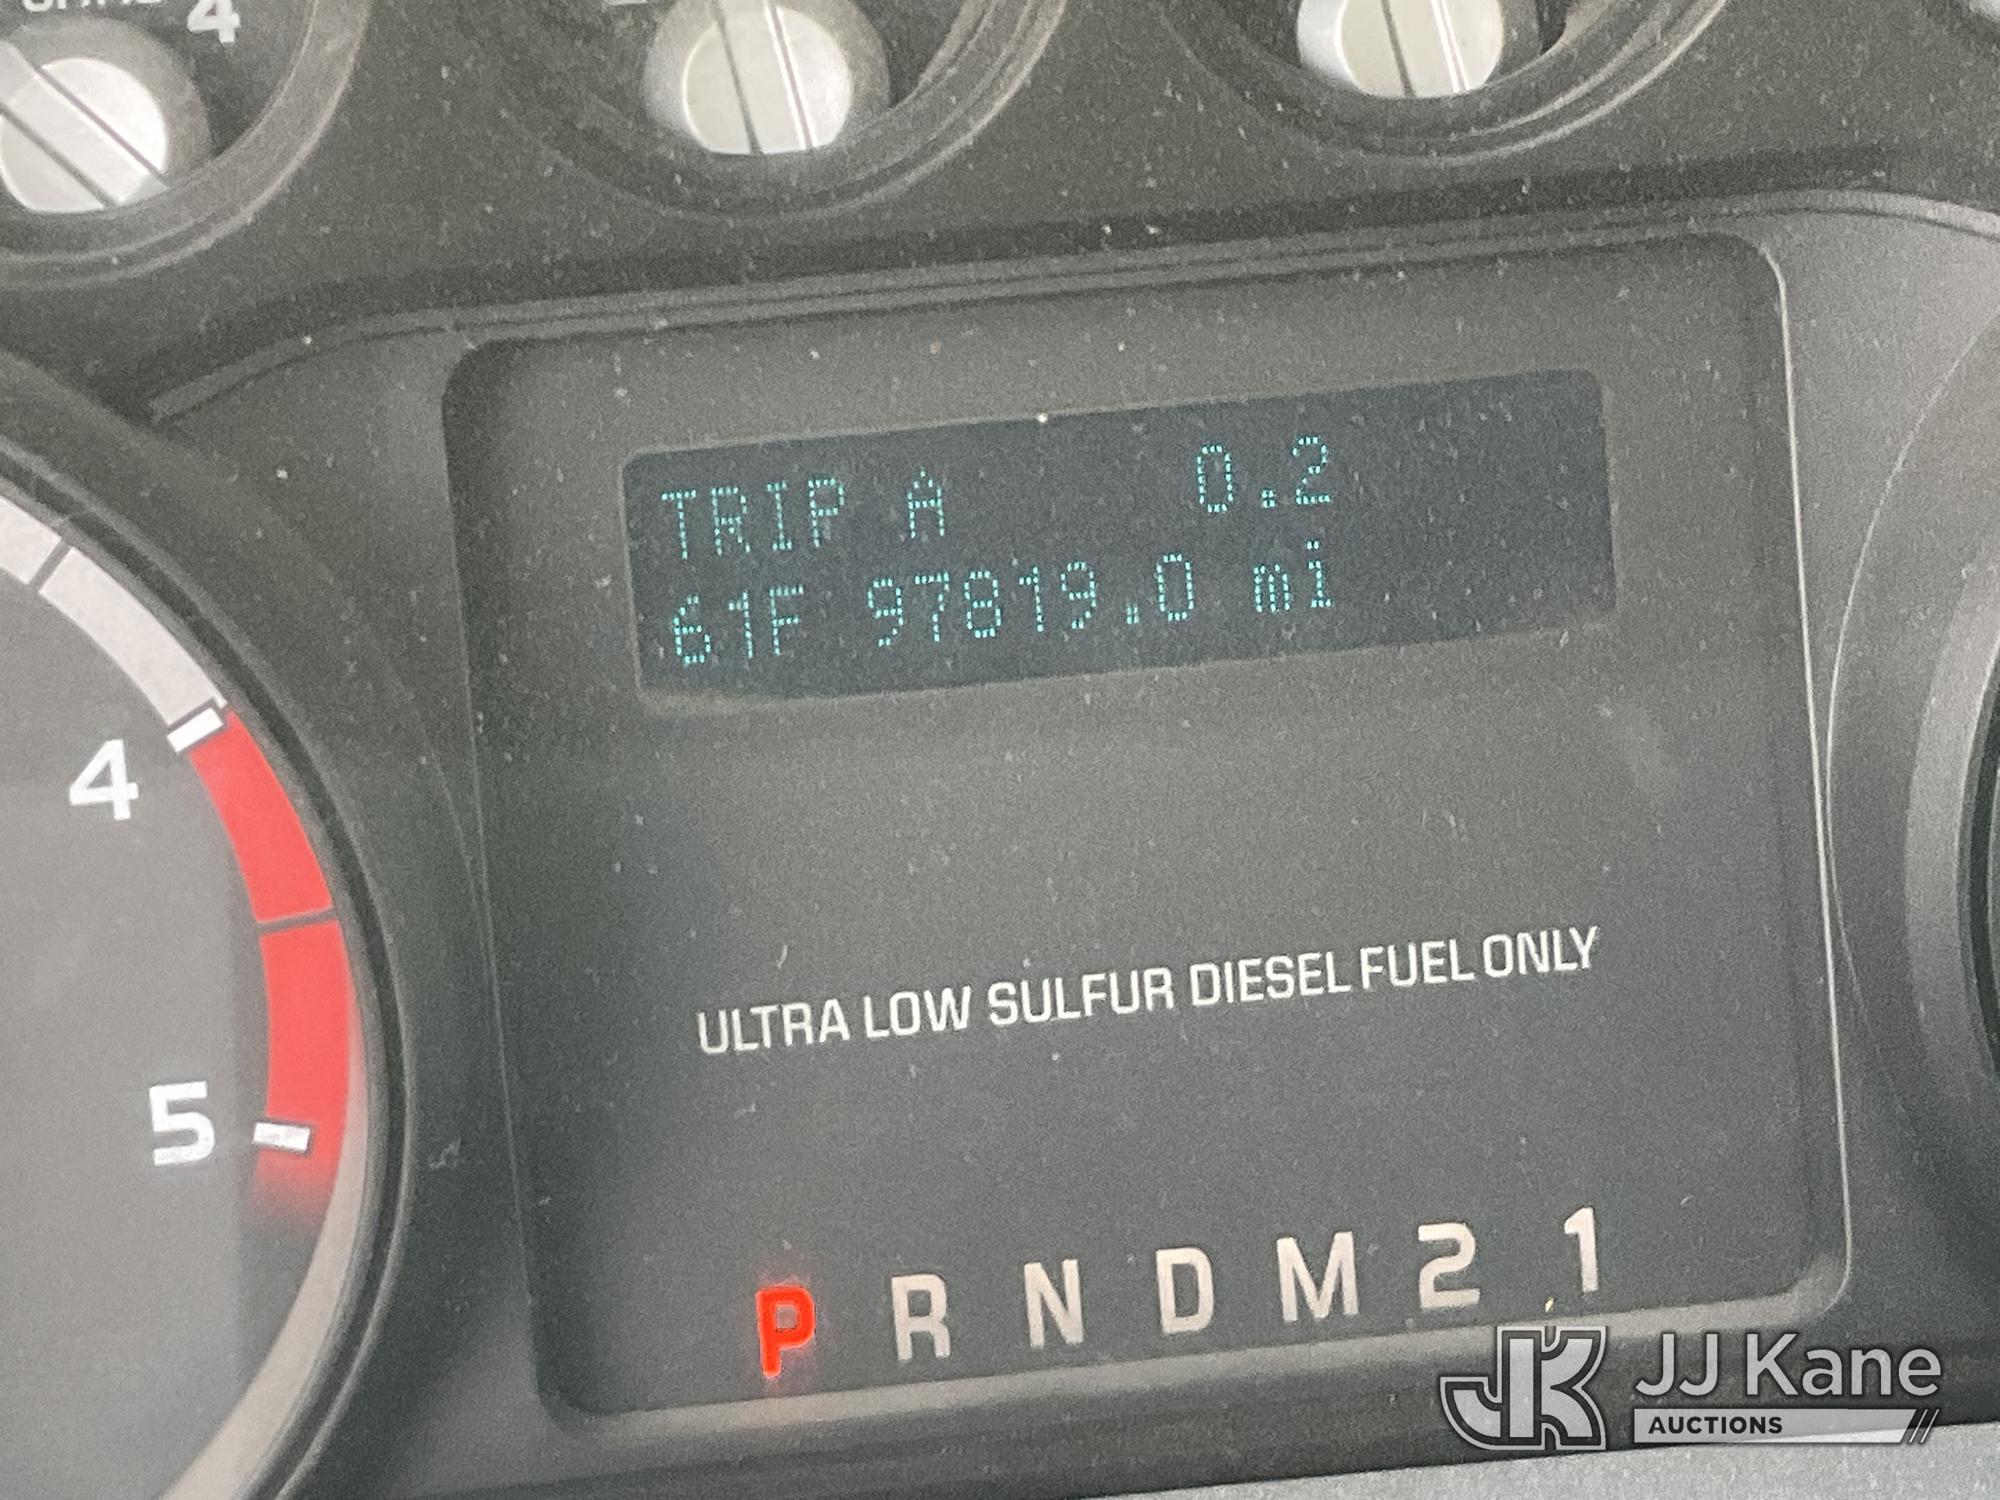 4
TRIP A 0.2
61F 97819.0 mi
4
ULTRA LOW SULFUR DIESEL FUEL ONLY
5
P R N D M 2 1
JJ Kane
AUCTIONS